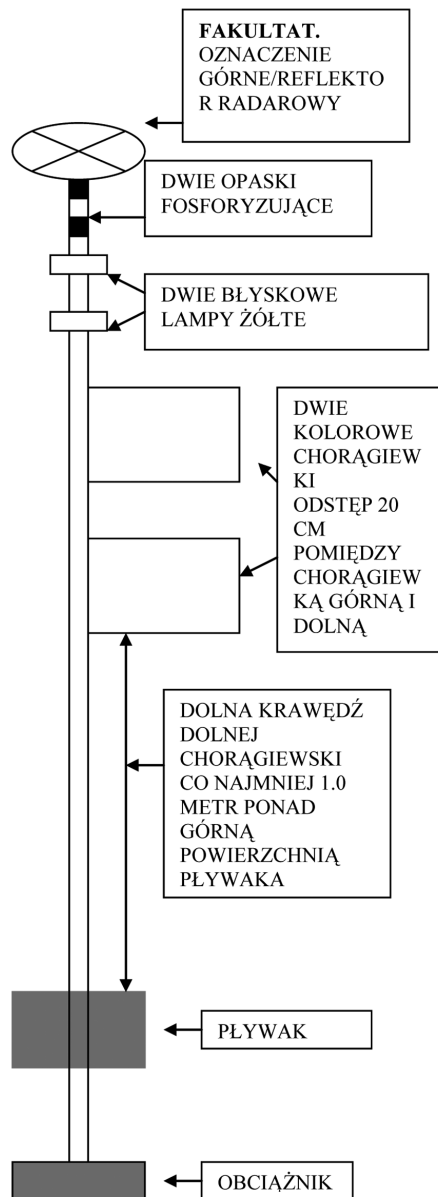 FAKULTAT.
OZNACZENIE
GÓRNE/REFLEKTO
R RADAROWY
DWIE OPASKI
FOSFORYZUJĄCE
DWIE BŁYSKOWE
LAMPY ŻÓŁTE
DWIE
KOLOROWE
CHORĄGIEW
KI
ODSTĘP 20
CM
POMIĘDZY
CHORĄGIEW
KĄ GÓRNĄ I
DOLNĄ
DOLNA KRAWĘDŹ
DOLNEJ
CHORĄGIEWSKI
CO NAJMNIEJ 1.0
METR PONAD
GÓRNĄ
POWIERZCHNIĄ
PŁYWAKA
PŁYWAK
OBCIĄŻNIK